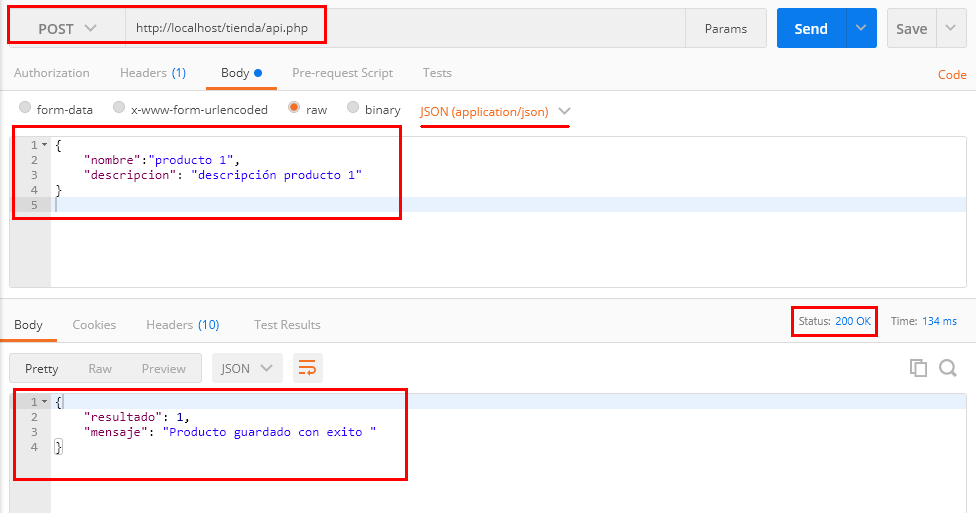 POST http://localhost/tienda/api.php Params Send Save
Authorization Headers (1) Body Pre-request Script Tests Code
form-data x-www-form-urlencoded raw binary JSON (application/json)
1 {
2 "nombre":"producto 1",
3 "descripcion": "descripción producto 1"
4 }
5
Body Cookies Headers (10) Test Results Status: 200 OK Time: 134 ms
Pretty Raw Preview JSON
1 {
2 "resultado": 1,
3 "mensaje": "Producto guardado con exito "
4 }